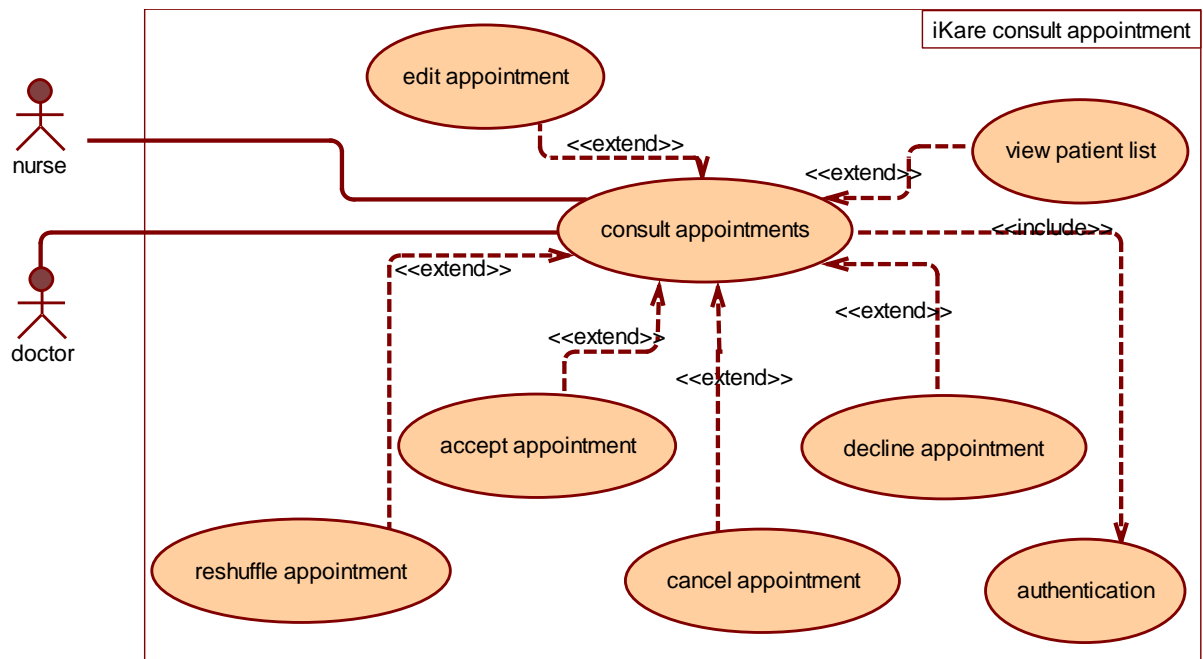 iKare consult appointment
edit appointment
nurse
<<extend>>
view patient list
<<extend>>
consult appointments
<<include>>
<<extend>>
<<extend>>
doctor
<<extend>>
<<extend>>
accept appointment
decline appointment
reshuffle appointment
cancel appointment
authentication